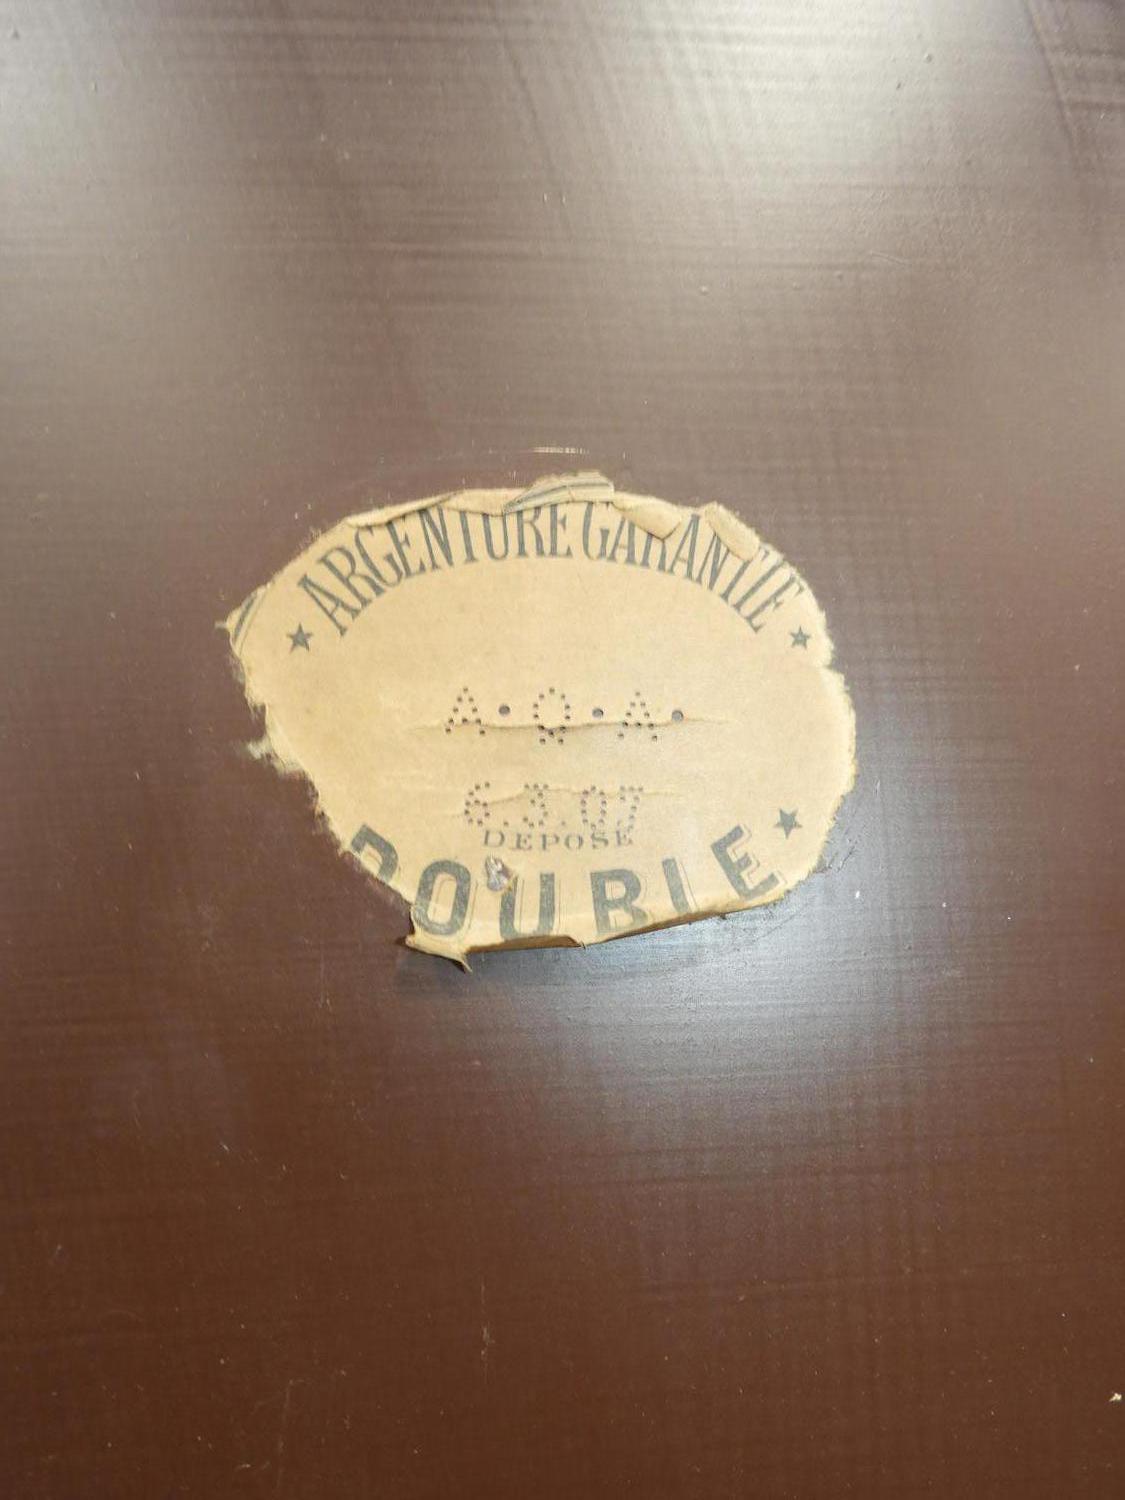 ★ ARGENTURE GARANTIE ★
A•Q•A•
6.3.07
DEPOSE
DOUBLE ★